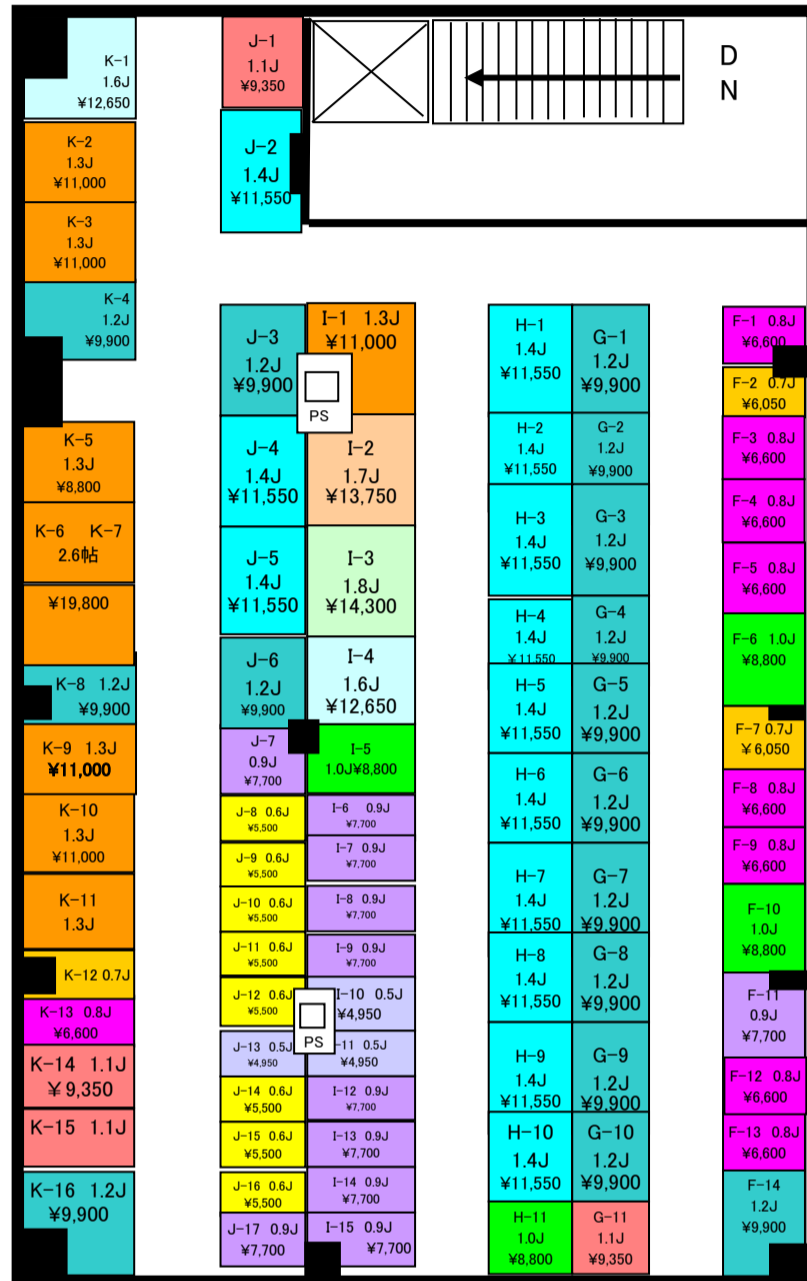 K-1
1.6J
¥12,650
K-2
1.3J
¥11,000
K-3
1.3J
¥11,000
K-4
1.2J
¥9,900
K-5
1.3J
¥8,800
K-6 K-7
2.6帖
¥19,800
K-8 1.2J
¥9,900
K-9 1.3J
¥11,000
K-10
1.3J
¥11,000
K-11
1.3J
K-12 0.7J
K-13 0.8J
¥6,600
K-14 1.1J
¥9,350
K-15 1.1J
K-16 1.2J
¥9,900
J-1
1.1J
¥9,350
J-2
1.4J
¥11,550
J-3
1.2J
¥9,900
J-4
1.4J
¥11,550
J-5
1.4J
¥11,550
J-6
1.2J
¥9,900
J-7
0.9J
¥7,700
J-8 0.6J
¥5,500
J-9 0.6J
¥5,500
J-10 0.6J
¥5,500
J-11 0.6J
¥5,500
J-12 0.6J
¥5,500
J-13 0.5J
¥4,950
J-14 0.6J
¥5,500
J-15 0.6J
¥5,500
J-16 0.6J
¥5,500
J-17 0.9J
¥7,700
I-1 1.3J
¥11,000
PS
I-2
1.7J
¥13,750
I-3
1.8J
¥14,300
I-4
1.6J
¥12,650
I-5
1.0J¥8,800
I-6 0.9J
¥7,700
I-7 0.9J
¥7,700
I-8 0.9J
¥7,700
I-9 0.9J
¥7,700
I-10 0.5J
¥4,950
PS
-11 0.5J
¥4,950
I-12 0.9J
¥7,700
I-13 0.9J
¥7,700
I-14 0.9J
¥7,700
I-15 0.9J
¥7,700
D
N
H-1
1.4J
¥11,550
H-2
1.4J
¥11,550
H-3
1.4J
¥11,550
H-4
1.4J
¥11,550
H-5
1.4J
¥11,550
H-6
1.4J
¥11,550
H-7
1.4J
¥11,550
H-8
1.4J
¥11,550
H-9
1.4J
¥11,550
H-10
1.4J
¥11,550
H-11
1.0J
¥8,800
G-1
1.2J
¥9,900
G-2
1.2J
¥9,900
G-3
1.2J
¥9,900
G-4
1.2J
¥9,900
G-5
1.2J
¥9,900
G-6
1.2J
¥9,900
G-7
1.2J
¥9,900
G-8
1.2J
¥9,900
G-9
1.2J
¥9,900
G-10
1.2J
¥9,900
G-11
1.1J
¥9,350
F-1 0.8J
¥6,600
F-2 0.7J
¥6,050
F-3 0.8J
¥6,600
F-4 0.8J
¥6,600
F-5 0.8J
¥6,600
F-6 1.0J
¥8,800
F-7 0.7J
¥6,050
F-8 0.8J
¥6,600
F-9 0.8J
¥6,600
F-10
1.0J
¥8,800
F-11
0.9J
¥7,700
F-12 0.8J
¥6,600
F-13 0.8J
¥6,600
F-14
1.2J
¥9,900